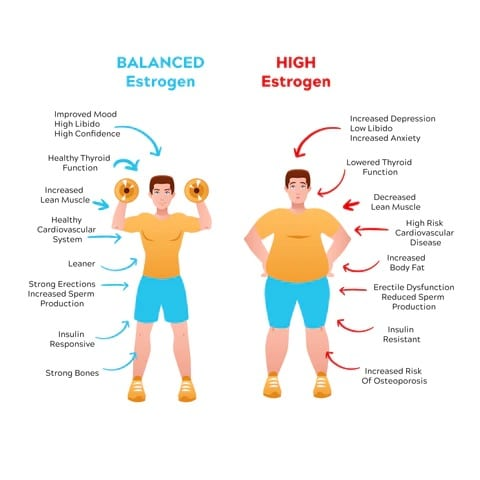 BALANCED
Estrogen
Improved Mood
High Libido
High Confidence
Healthy Thyroid
Function
Increased
Lean Muscle
Healthy
Cardiovascular
System
Leaner
Strong Erections
Increased Sperm
Production
Insulin
Responsive
Strong Bones
HIGH
Estrogen
Increased Depression
Low Libido
Increased Anxiety
Lowered Thyroid
Function
Decreased
Lean Muscle
High Risk
Cardiovascular
Disease
Increased
Body Fat
Erectile Dysfunction
Reduced Sperm
Production
Insulin
Resistant
Increased Risk
Of Osteoporosis